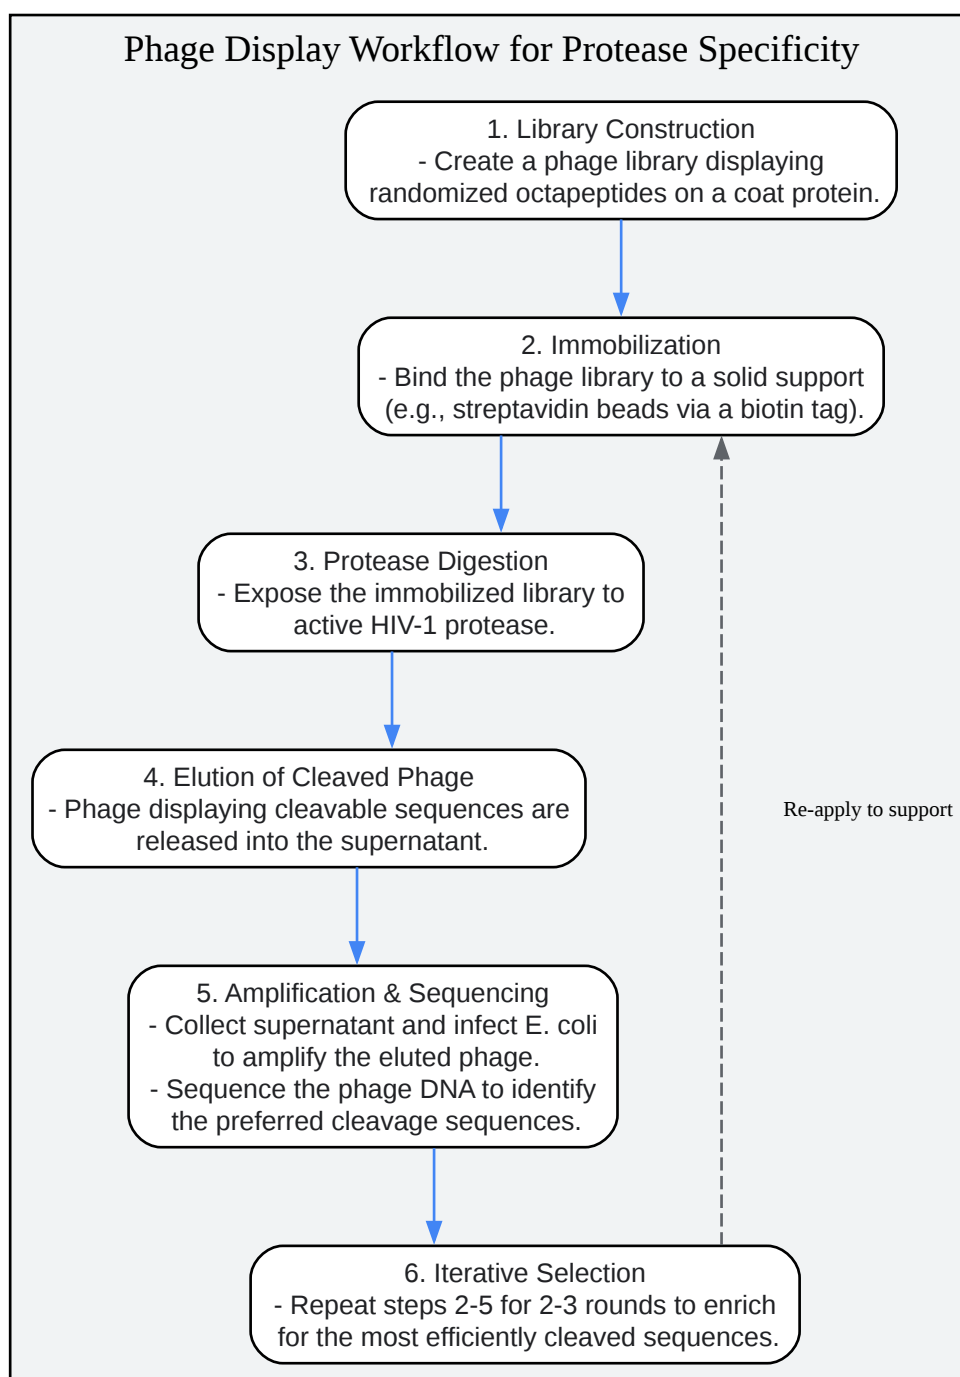 Phage Display Workflow for Protease Specificity
1. Library Construction
- Create a phage library displaying
randomized octapeptides on a coat protein.
2. Immobilization
- Bind the phage library to a solid support
(e.g., streptavidin beads via a biotin tag).
3. Protease Digestion
- Expose the immobilized library to
active HIV-1 protease.
4. Elution of Cleaved Phage
- Phage displaying cleavable sequences are
released into the supernatant.
Re-apply to support
5. Amplification & Sequencing
- Collect supernatant and infect E. coli
to amplify the eluted phage.
- Sequence the phage DNA to identify
the preferred cleavage sequences.
6. Iterative Selection
- Repeat steps 2-5 for 2-3 rounds to enrich
for the most efficiently cleaved sequences.